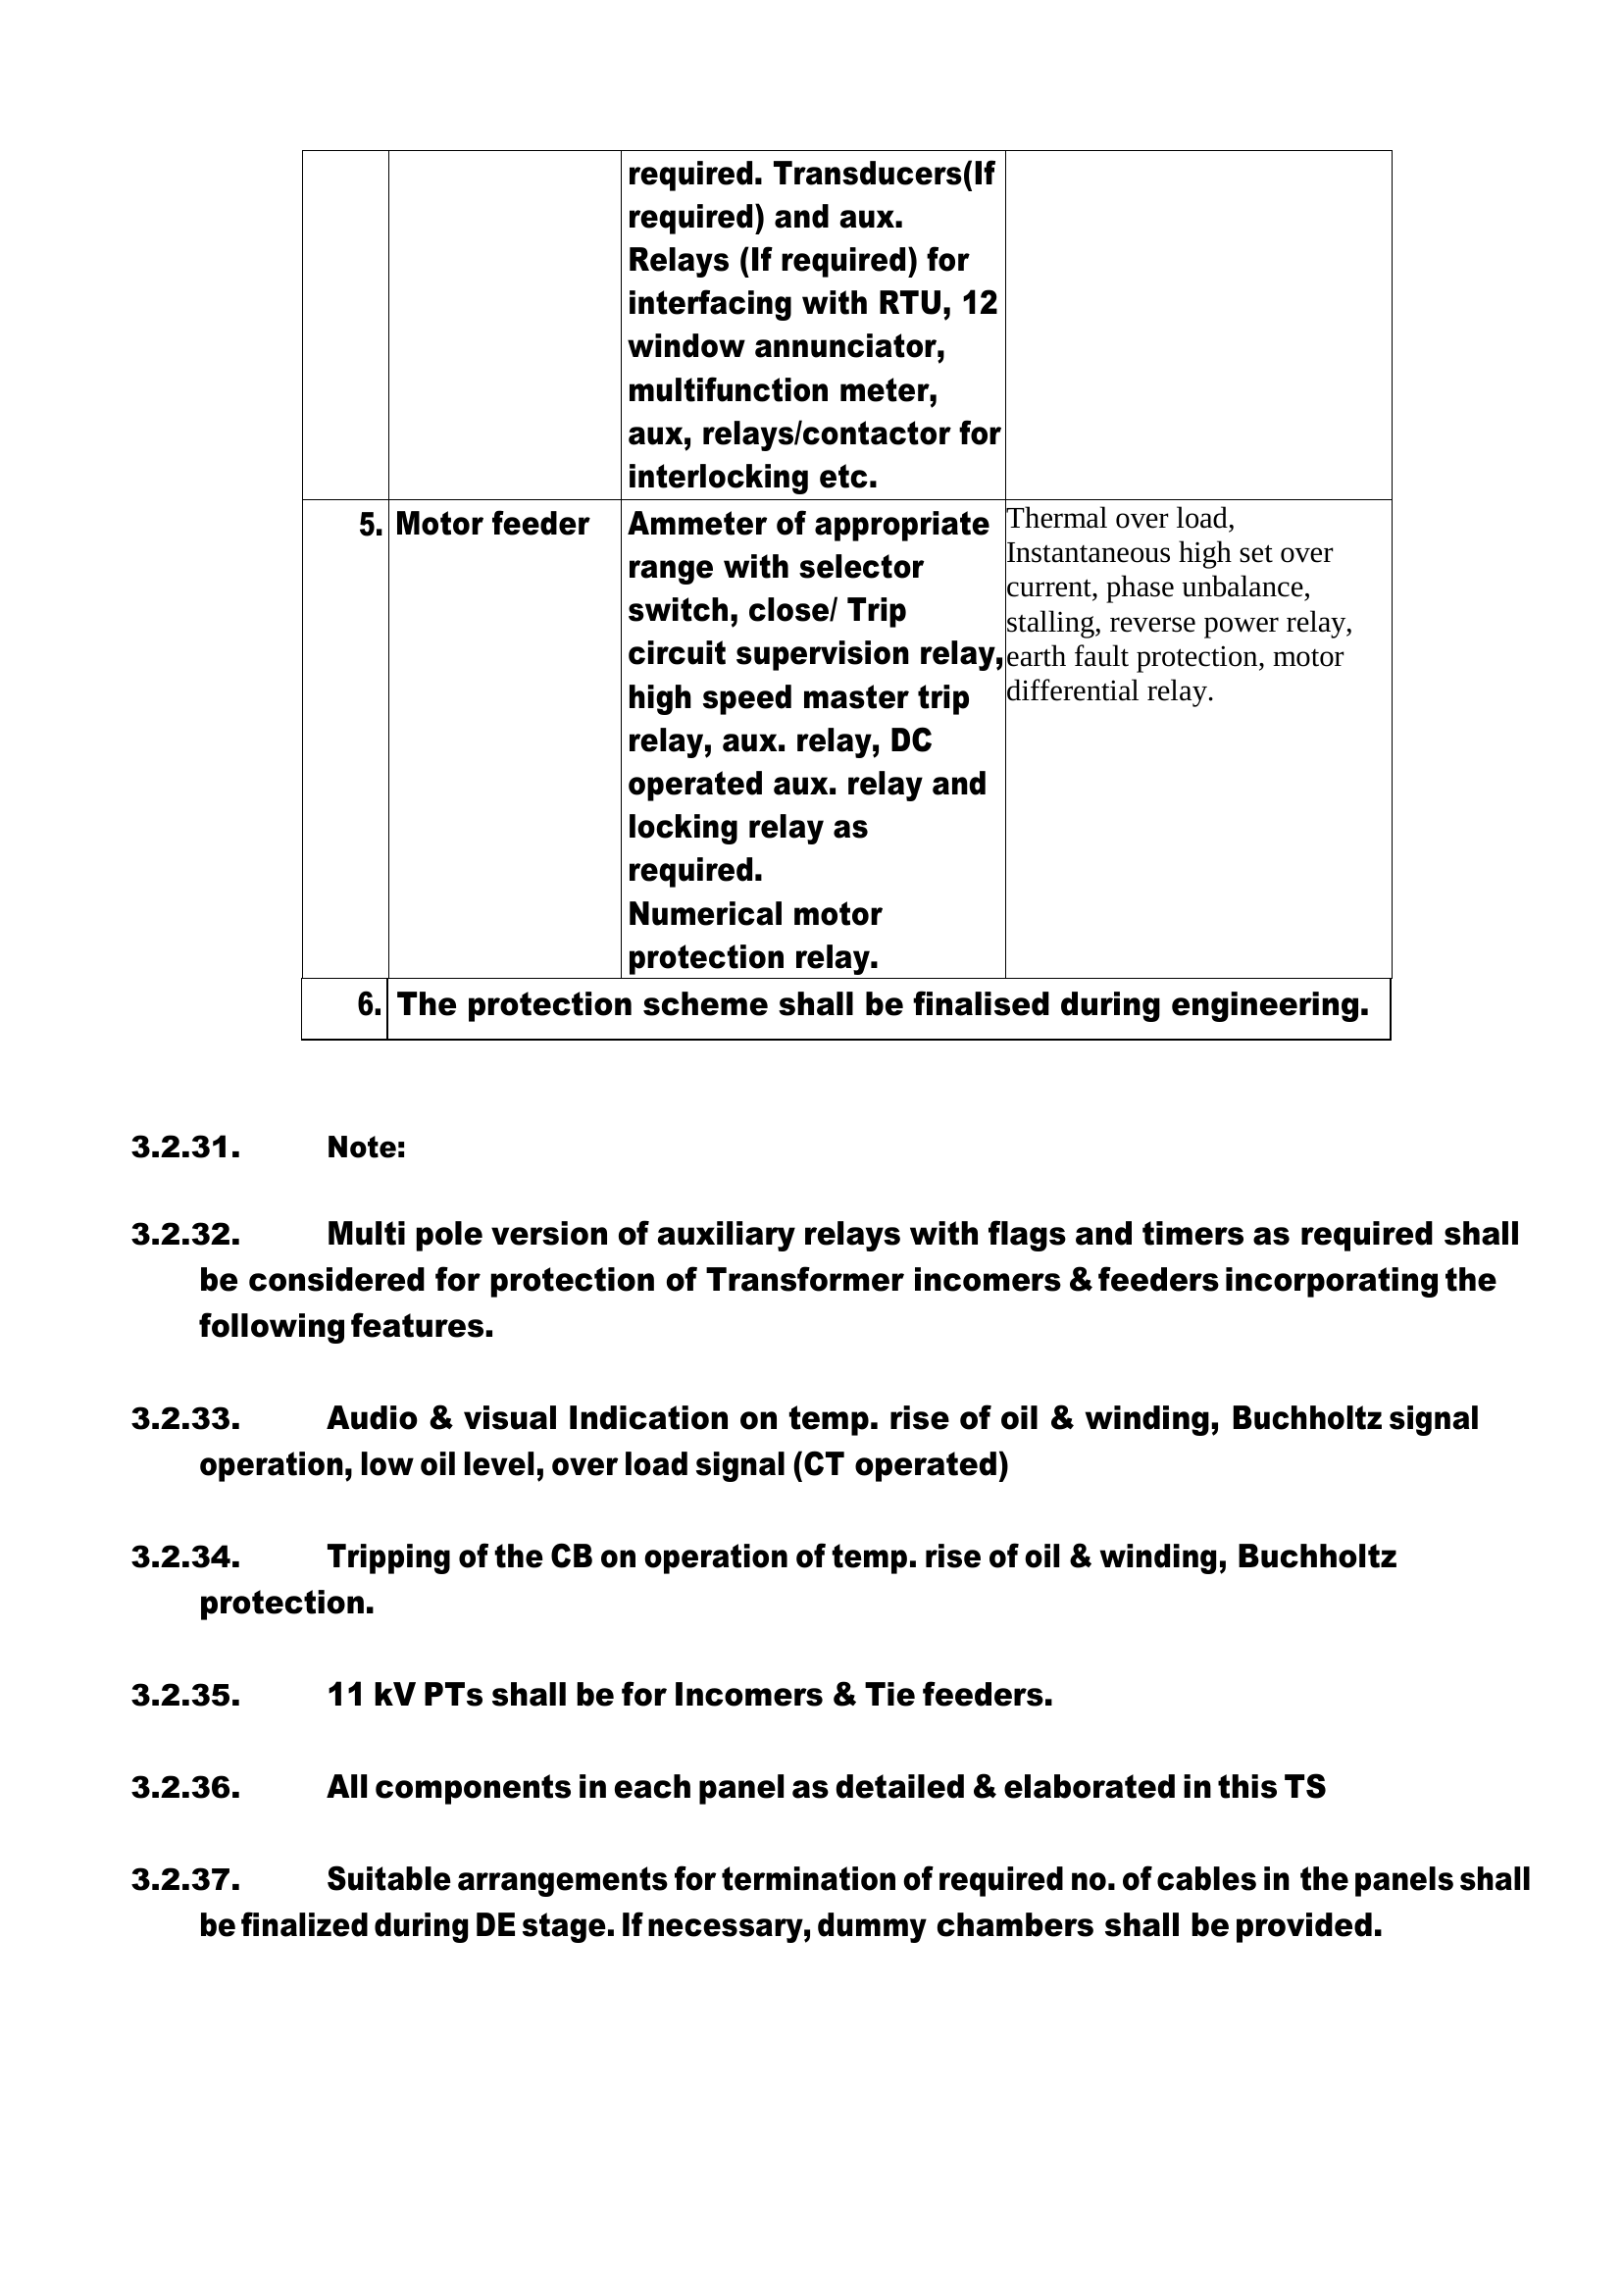 required. Transducers(If
required) and aux.
Relays (If required) for
interfacing with RTU, 12
window annunciator,
multifunction meter,
aux, relays/contactor for
interlocking etc.
5.
Motor feeder
Ammeter of appropriate
range with selector
switch, close/ Trip
circuit supervision relay,
high speed master trip
relay, aux. relay, DC
operated aux. relay and
locking relay as
required.
Numerical motor
protection relay.
Thermal over load,
Instantaneous high set over
current, phase unbalance,
stalling, reverse power relay,
earth fault protection, motor
differential relay.
6. The protection scheme shall be finalised during engineering.
3.2.31. Note:
3.2.32. Multi pole version of auxiliary relays with flags and timers as required shall
be considered for protection of Transformer incomers & feeders incorporating the
following features.
3.2.33. Audio & visual Indication on temp. rise of oil & winding, Buchholtz signal
operation, low oil level, over load signal (CT operated)
3.2.34. Tripping of the CB on operation of temp. rise of oil & winding, Buchholtz
protection.
3.2.35. 11 kV PTs shall be for Incomers & Tie feeders.
3.2.36. All components in each panel as detailed & elaborated in this TS
3.2.37. Suitable arrangements for termination of required no. of cables in the panels shall
be finalized during DE stage. If necessary, dummy chambers shall be provided.